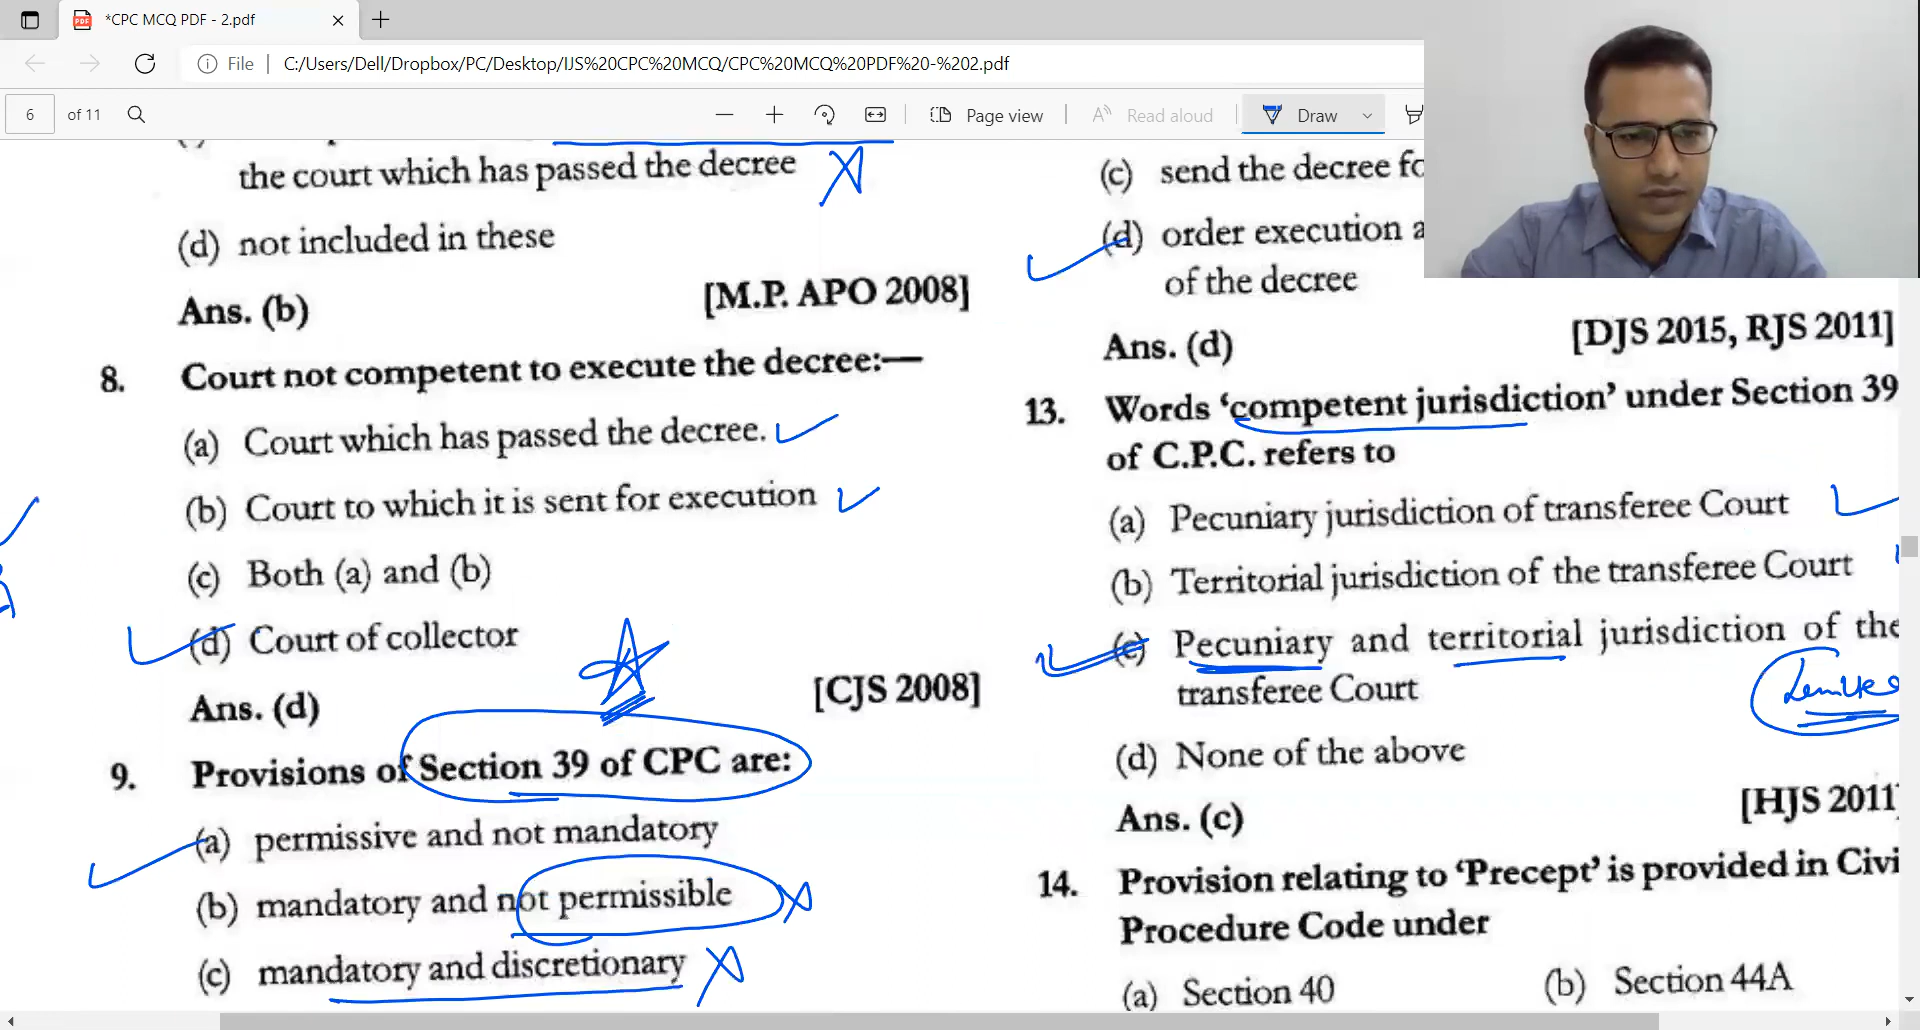 *CPC MCQ PDF - 2.pdf
File
C:/Users/Dell/Dropbox/PC/Desktop/IJS%20CPC%20MCQ/CPC%20MCQ%20PDF%20-%202.pdf
6 of 11
Page view
Read aloud
Draw
the court which has passed the decree
(d) not included in these
Ans. (b) [M.P. APO 2008]
8. Court not competent to execute the decree:—
(a) Court which has passed the decree.
(b) Court to which it is sent for execution
(c) Both (a) and (b)
(d) Court of collector
Ans. (d) [CJS 2008]
9. Provisions of Section 39 of CPC are:
(a) permissive and not mandatory
(b) mandatory and not permissible
(c) mandatory and discretionary
(c) send the decree fo
(d) order execution a
of the decree
Ans. (d) [DJS 2015, RJS 2011]
13. Words ‘competent jurisdiction’ under Section 39
of C.P.C. refers to
(a) Pecuniary jurisdiction of transferee Court
(b) Territorial jurisdiction of the transferee Court
(c) Pecuniary and territorial jurisdiction of the
transferee Court
(d) None of the above
Ans. (c) [HJS 2011]
14. Provision relating to ‘Precept’ is provided in Civi
Procedure Code under
(a) Section 40 (b) Section 44A